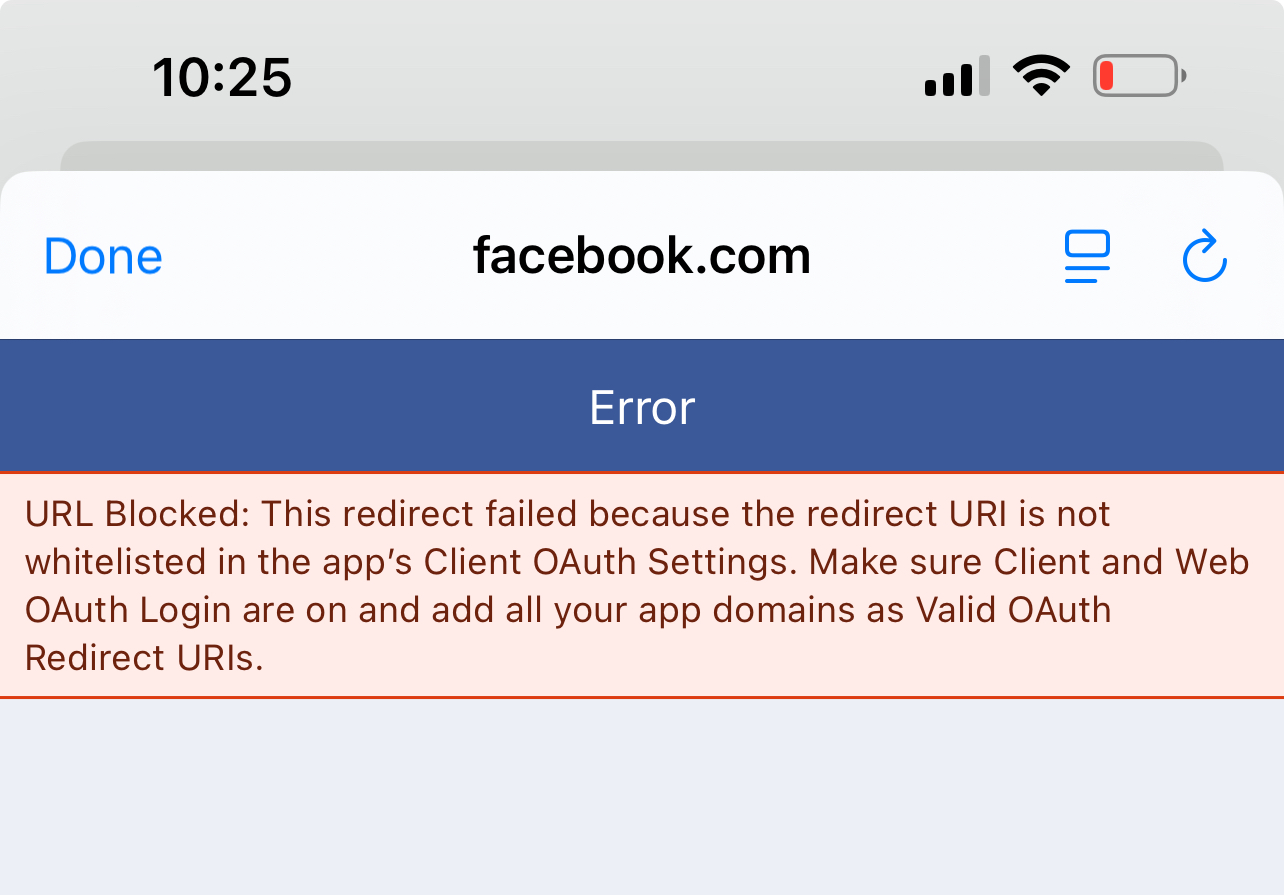 10:25
Done facebook.com
Error
URL Blocked: This redirect failed because the redirect URI is not
whitelisted in the app’s Client OAuth Settings. Make sure Client and Web
OAuth Login are on and add all your app domains as Valid OAuth
Redirect URIs.